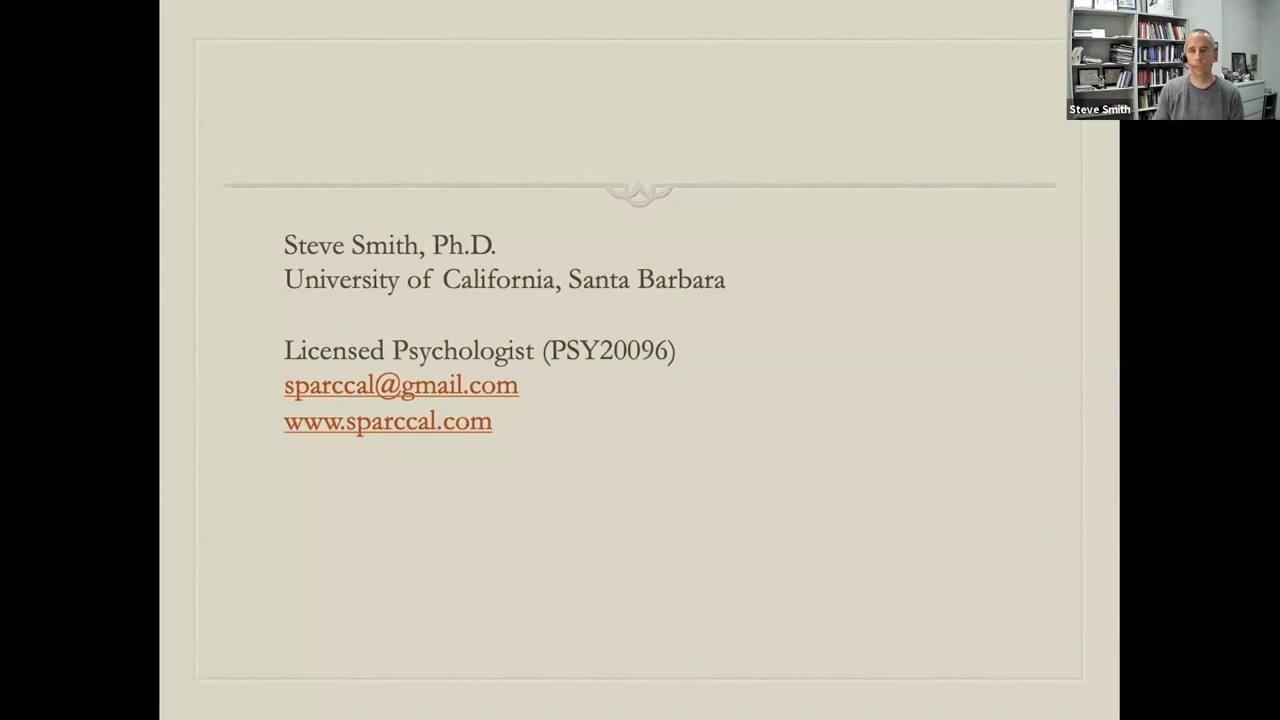 Steve Smith
Steve Smith, Ph.D.
University of California, Santa Barbara
Licensed Psychologist (PSY20096)
sparccal@gmail.com
www.sparccal.com